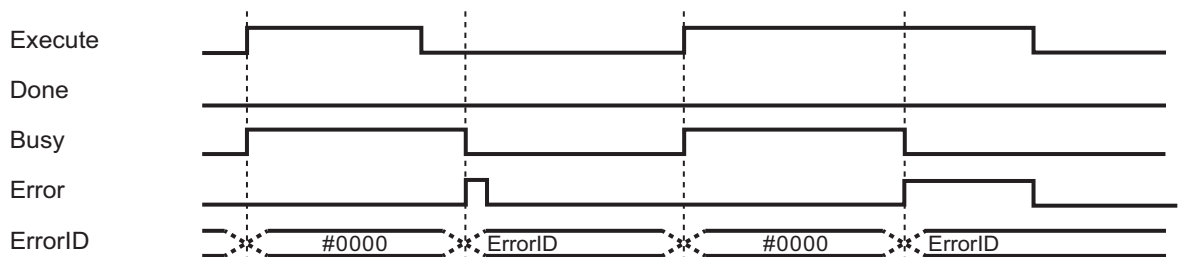 Execute
Done
Busy
Error
ErrorID #0000 ErrorID #0000 ErrorID